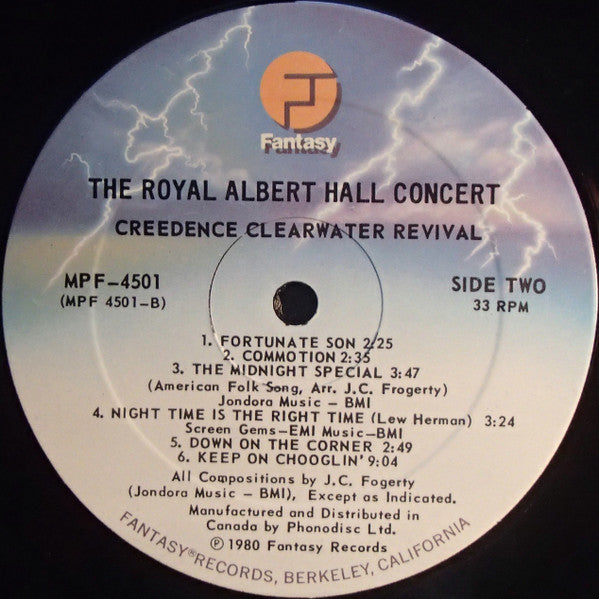 Fantasy
THE ROYAL ALBERT HALL CONCERT
CREEDENCE CLEARWATER REVIVAL
MPF-4501
(MPF 4501-B)
SIDE TWO
33 RPM
1. FORTUNATE SON 2:25
2. COMMOTION 2:35
3. THE MIDNIGHT SPECIAL 3:47
(American Folk Song, Arr. J.C. Frogerty)
Jondora Music – BMI
4. NIGHT TIME IS THE RIGHT TIME (Lew Herman) 3:24
Screen Gems–EMI Music–BMI
5. DOWN ON THE CORNER 2:49
6. KEEP ON CHOOGLIN' 9:04
All Compositions by J.C. Fogerty
(Jondora Music – BMI), Except as Indicated.
Manufactured and Distributed in
Canada by Phonodisc Ltd.
℗ 1980 Fantasy Records
FANTASY® RECORDS, BERKELEY, CALIFORNIA